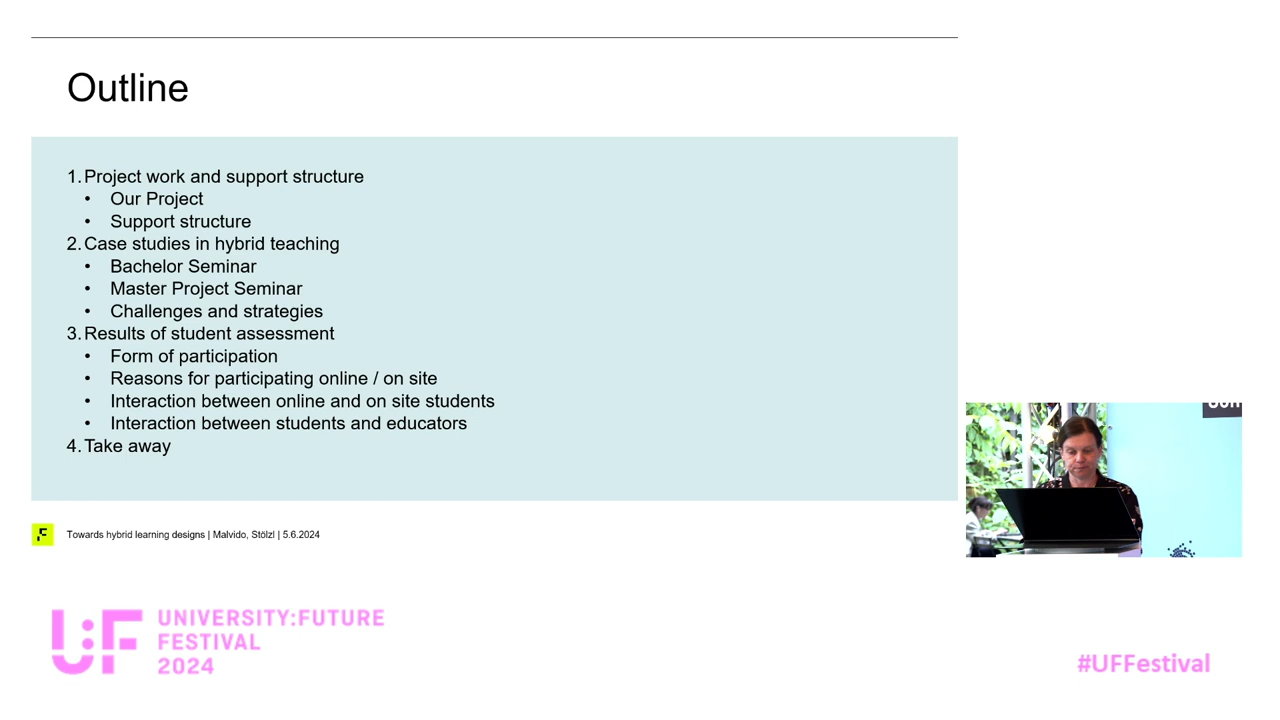 Outline
1. Project work and support structure
• Our Project
• Support structure
2. Case studies in hybrid teaching
• Bachelor Seminar
• Master Project Seminar
• Challenges and strategies
3. Results of student assessment
• Form of participation
• Reasons for participating online / on site
• Interaction between online and on site students
• Interaction between students and educators
4. Take away
Towards hybrid learning designs | Malvido, Stölzl | 5.6.2024
U:F
UNIVERSITY:FUTURE
FESTIVAL
2024
#UFFestival